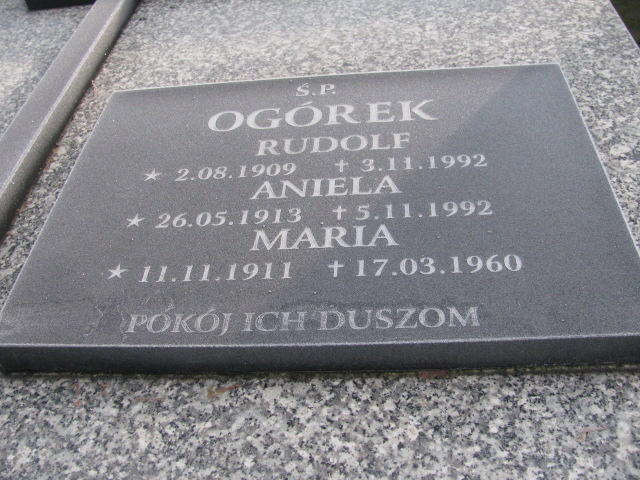 Ś.P.
OGÓREK
RUDOLF
★ 2.08.1909 ✝ 3.11.1992
ANIELA
★ 26.05.1913 ✝ 5.11.1992
MARIA
★ 11.11.1911 ✝ 17.03.1960
POKÓJ ICH DUSZOM